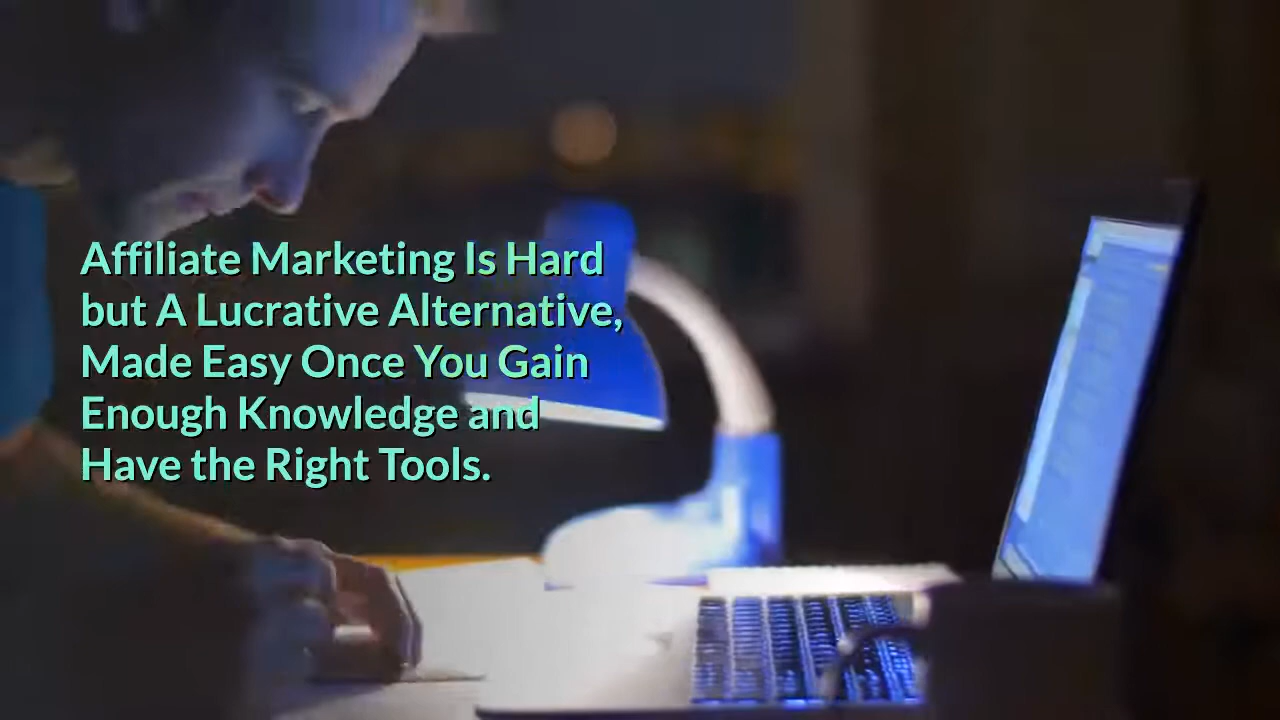 Affiliate Marketing Is Hard
but A Lucrative Alternative,
Made Easy Once You Gain
Enough Knowledge and
Have the Right Tools.